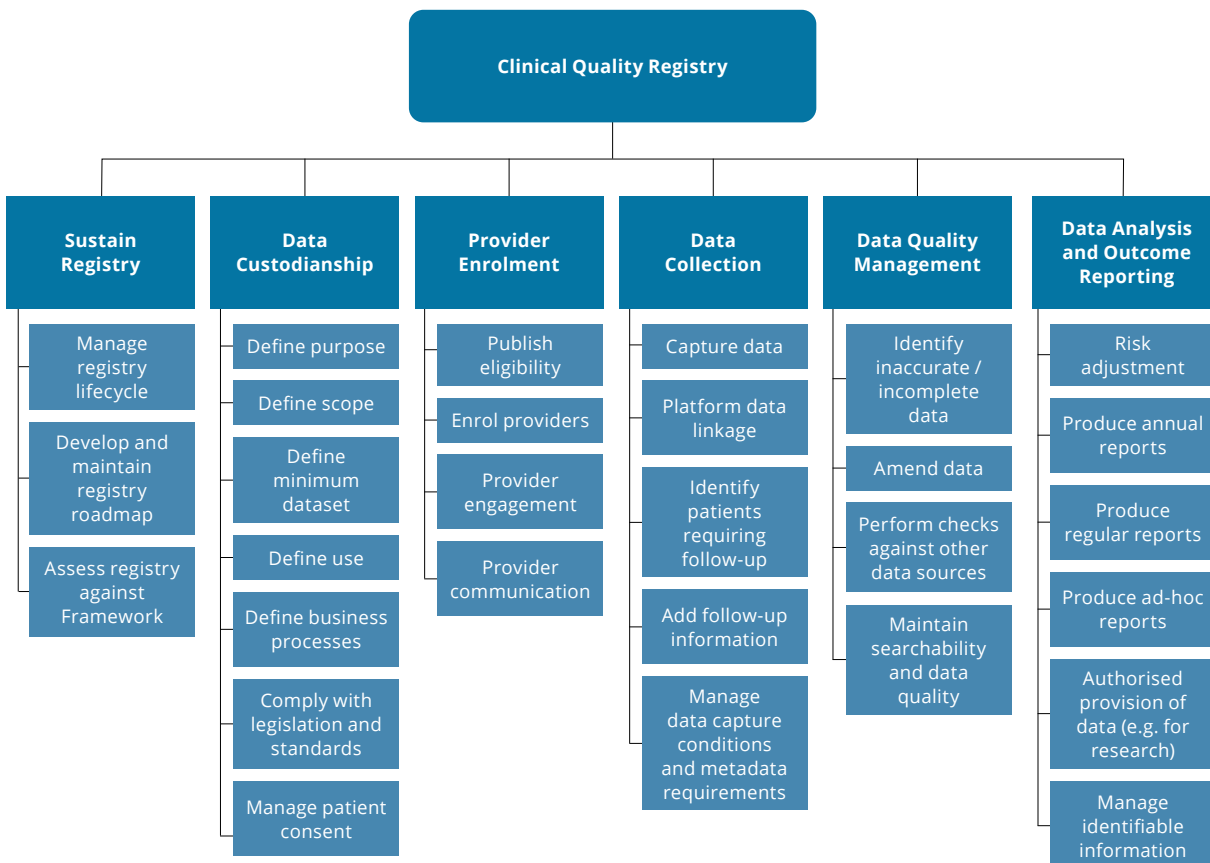 Clinical Quality Registry
Sustain
Registry
Manage
registry
lifecycle
Develop and
maintain
registry
roadmap
Assess registry
against
Framework
Data
Custodianship
Define purpose
Define scope
Define
minimum
dataset
Define use
Define business
processes
Comply with
legislation and
standards
Manage patient
consent
Provider
Enrolment
Publish
eligibility
Enrol providers
Provider
engagement
Provider
communication
Data
Collection
Capture data
Platform data
linkage
Identify
patients
requiring
follow-up
Add follow-up
information
Manage
data capture
conditions
and metadata
requirements
Data Quality
Management
Identify
inaccurate /
incomplete
data
Amend data
Perform checks
against other
data sources
Maintain
searchability
and data
quality
Data Analysis
and Outcome
Reporting
Risk
adjustment
Produce annual
reports
Produce
regular reports
Produce ad-hoc
reports
Authorised
provision of
data (e.g. for
research)
Manage
identifiable
information